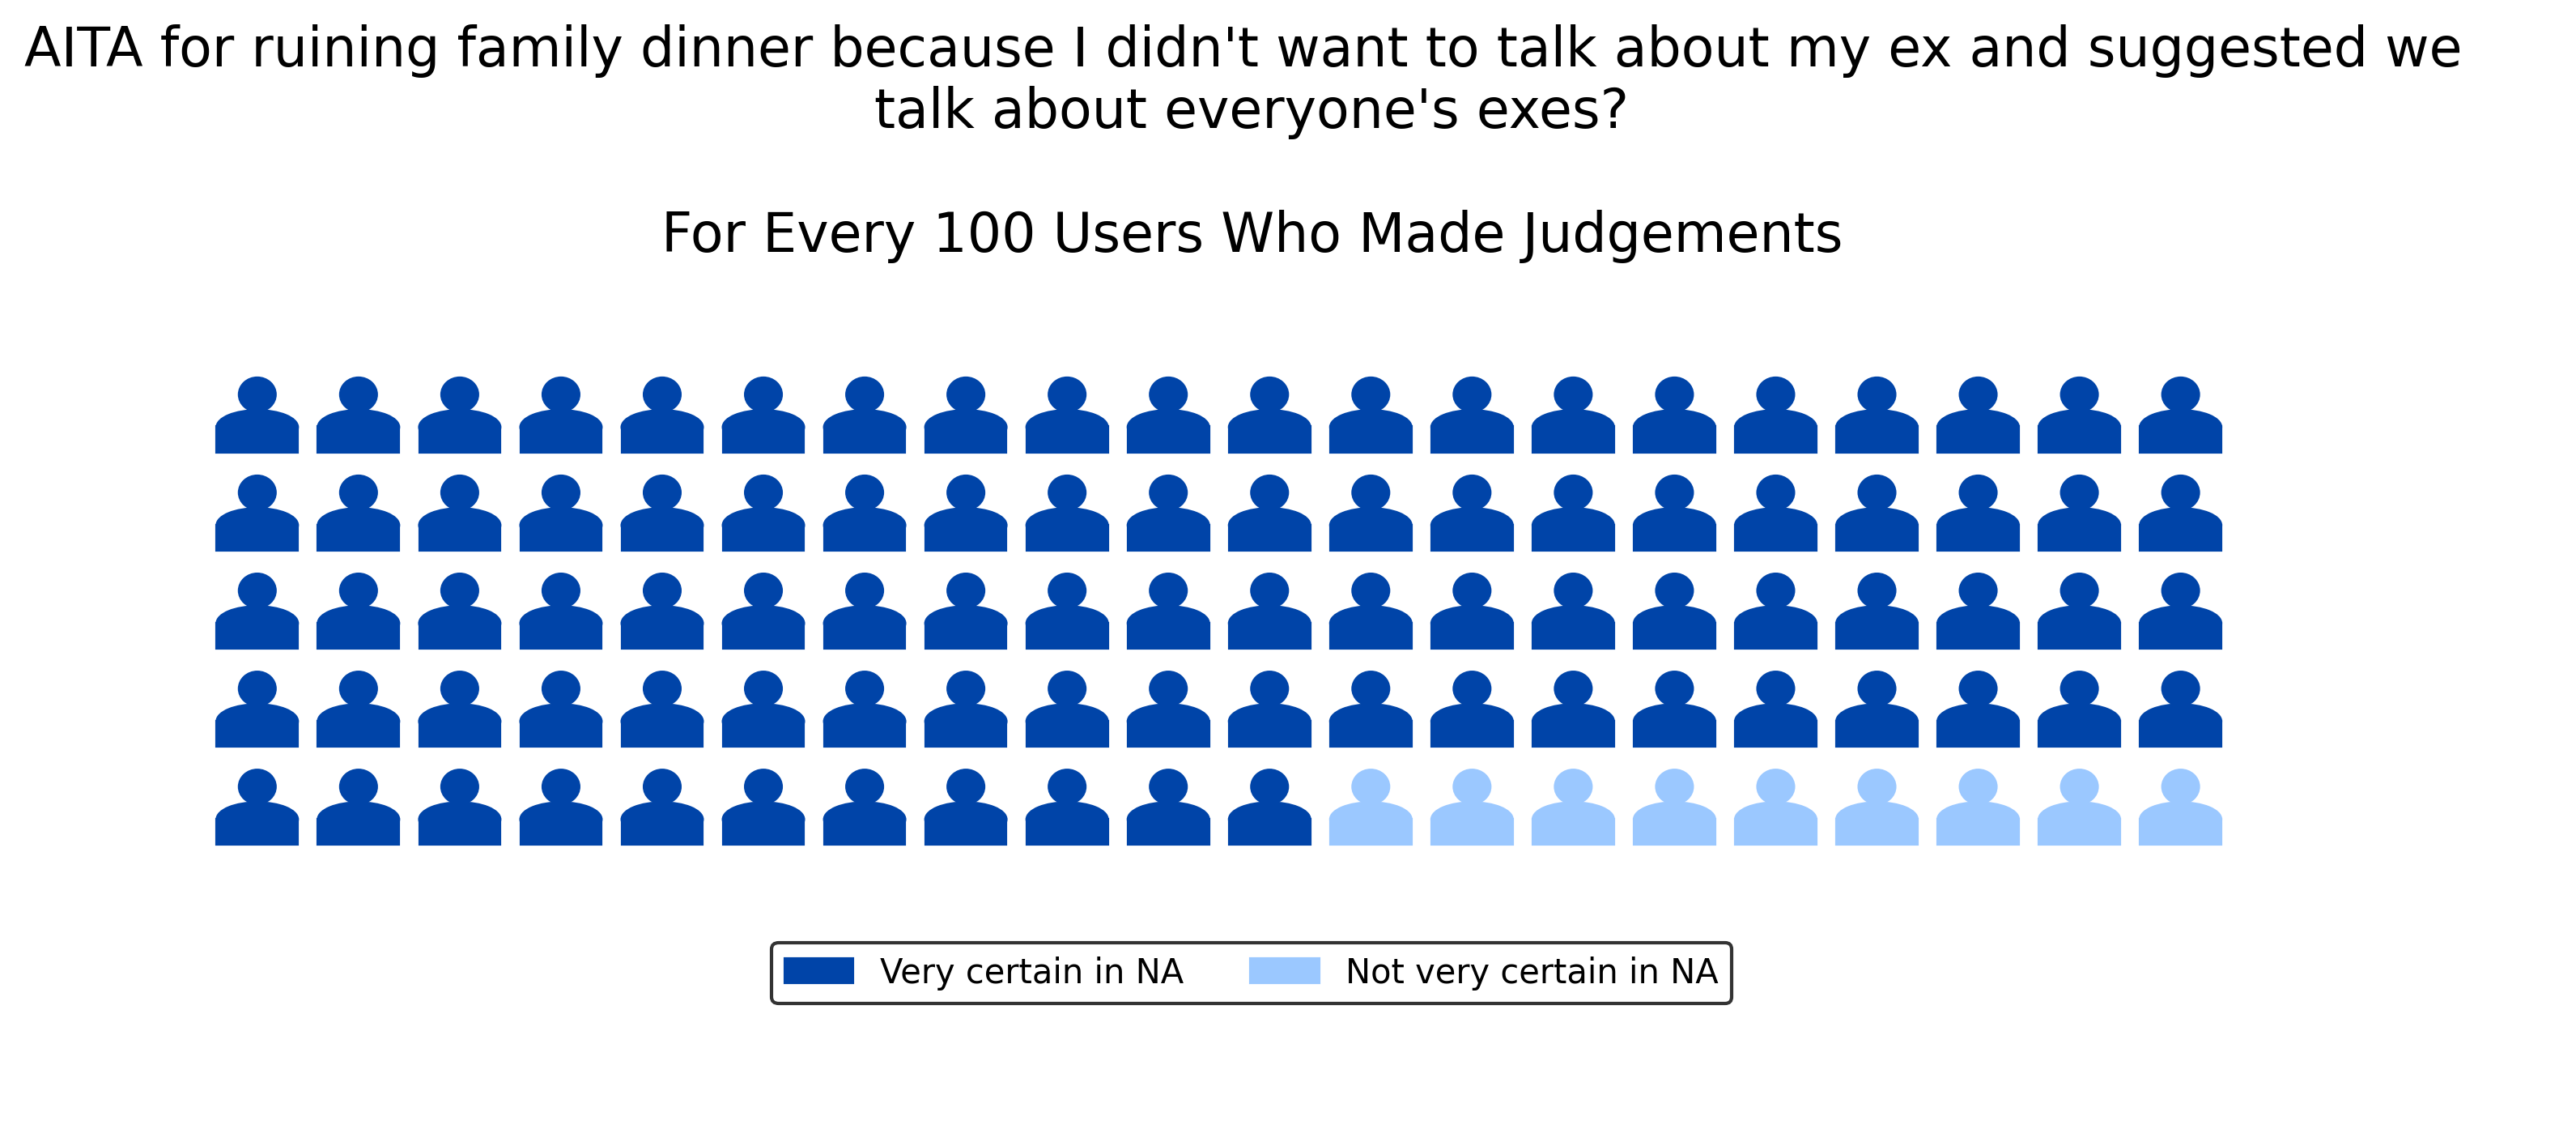 AITA for ruining family dinner because I didn't want to talk about my ex and suggested we
talk about everyone's exes?
For Every 100 Users Who Made Judgements
Very certain in NA
Not very certain in NA